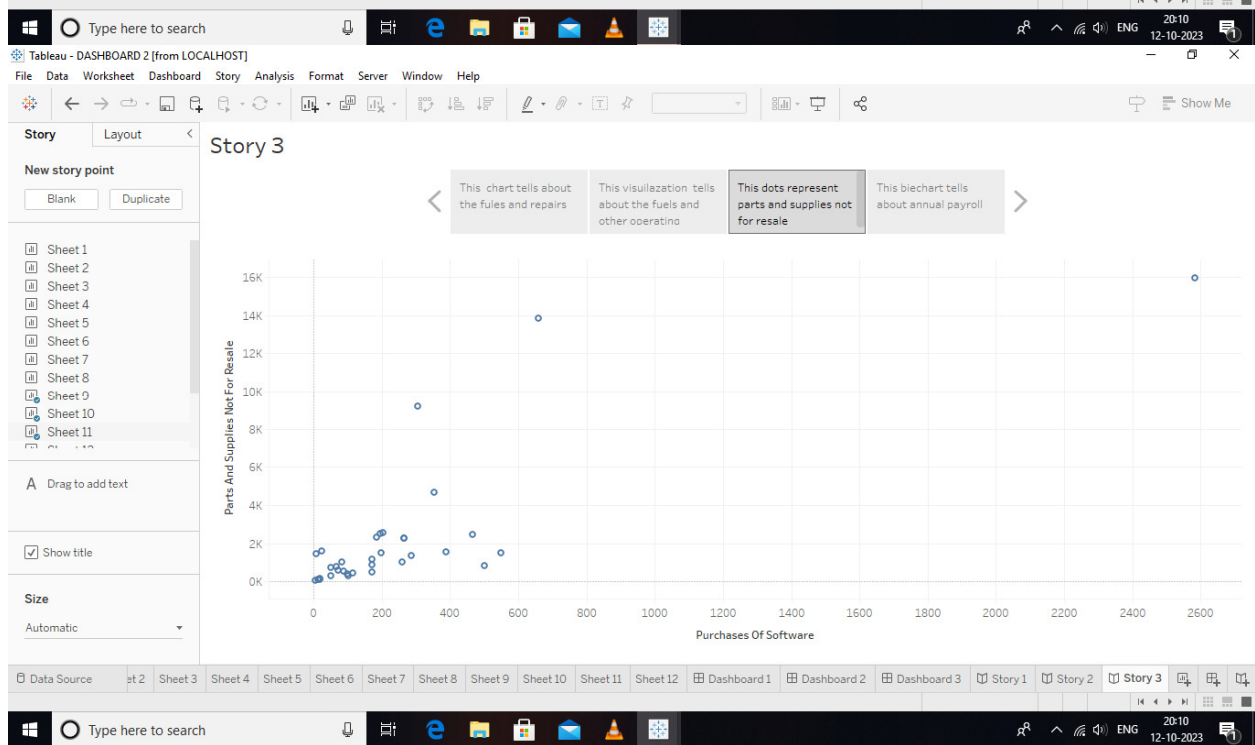 Type here to search
ENG
20:10
12-10-2023
1
Tableau - DASHBOARD 2 [from LOCALHOST]
File Data Worksheet Dashboard Story Analysis Format Server Window Help
T
Show Me
Story Layout
New story point
Blank Duplicate
Sheet 1
Sheet 2
Sheet 3
Sheet 4
Sheet 5
Sheet 6
Sheet 7
Sheet 8
Sheet 9
Sheet 10
Sheet 11
A Drag to add text
Show title
Size
Automatic
Story 3
This chart tells about
the fules and repairs
This visuilazation tells
about the fuels and
other operating
This dots represent
parts and supplies not
for resale
This biechart tells
about annual payroll
Parts And Supplies Not For Resale
16K
14K
12K
10K
8K
6K
4K
2K
0K
0 200 400 600 800 1000 1200 1400 1600 1800 2000 2200 2400 2600
Purchases Of Software
Data Source et 2 Sheet 3 Sheet 4 Sheet 5 Sheet 6 Sheet 7 Sheet 8 Sheet 9 Sheet 10 Sheet 11 Sheet 12 Dashboard 1 Dashboard 2 Dashboard 3 Story 1 Story 2 Story 3
Type here to search
ENG
20:10
12-10-2023
1